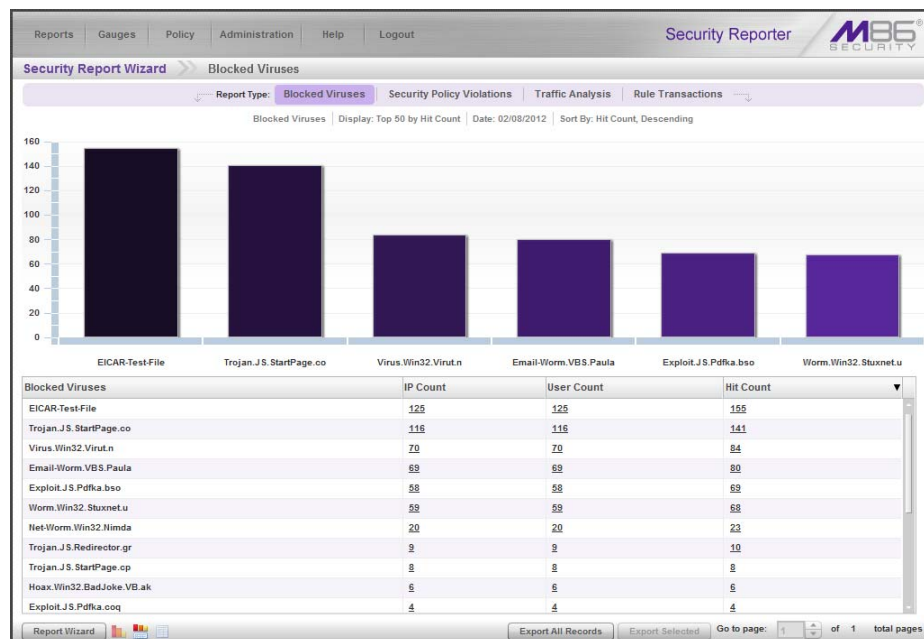 Reports Gauges Policy Administration Help Logout Security Reporter M86® SECURITY
Security Report Wizard Blocked Viruses
Report Type: Blocked Viruses Security Policy Violations Traffic Analysis Rule Transactions
Blocked Viruses Display: Top 50 by Hit Count Date: 02/08/2012 Sort By: Hit Count, Descending
160
140
120
100
80
60
40
20
0
EICAR-Test-File Trojan.JS.StartPage.co Virus.Win32.Virut.n Email-Worm.VBS.Paula Exploit.JS.Pdfka.bso Worm.Win32.Stuxnet.u
Blocked Viruses IP Count User Count Hit Count
EICAR-Test-File 125 125 155
Trojan.JS.StartPage.co 116 116 141
Virus.Win32.Virut.n 70 70 84
Email-Worm.VBS.Paula 69 69 80
Exploit.JS.Pdfka.bso 58 58 69
Worm.Win32.Stuxnet.u 59 59 68
Net-Worm.Win32.Nimda 20 20 23
Trojan.JS.Redirector.gr 9 9 10
Trojan.JS.StartPage.cp 8 8 8
Hoax.Win32.BadJoke.VB.ak 6 6 6
Exploit.JS.Pdfka.coq 4 4 4
Report Wizard Export All Records Export Selected Go to page: 1 of 1 total pages